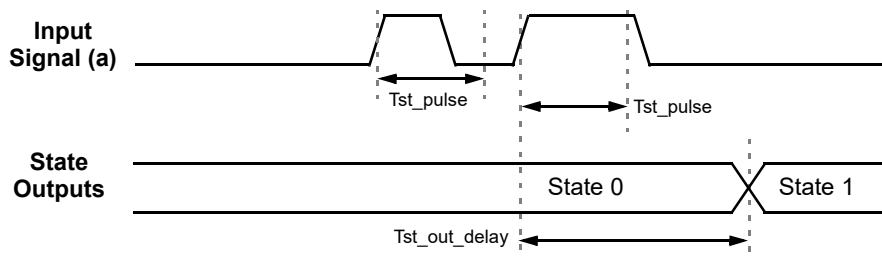 Input
Signal (a)
Tst_pulse
Tst_pulse
State
Outputs
State 0
State 1
Tst_out_delay